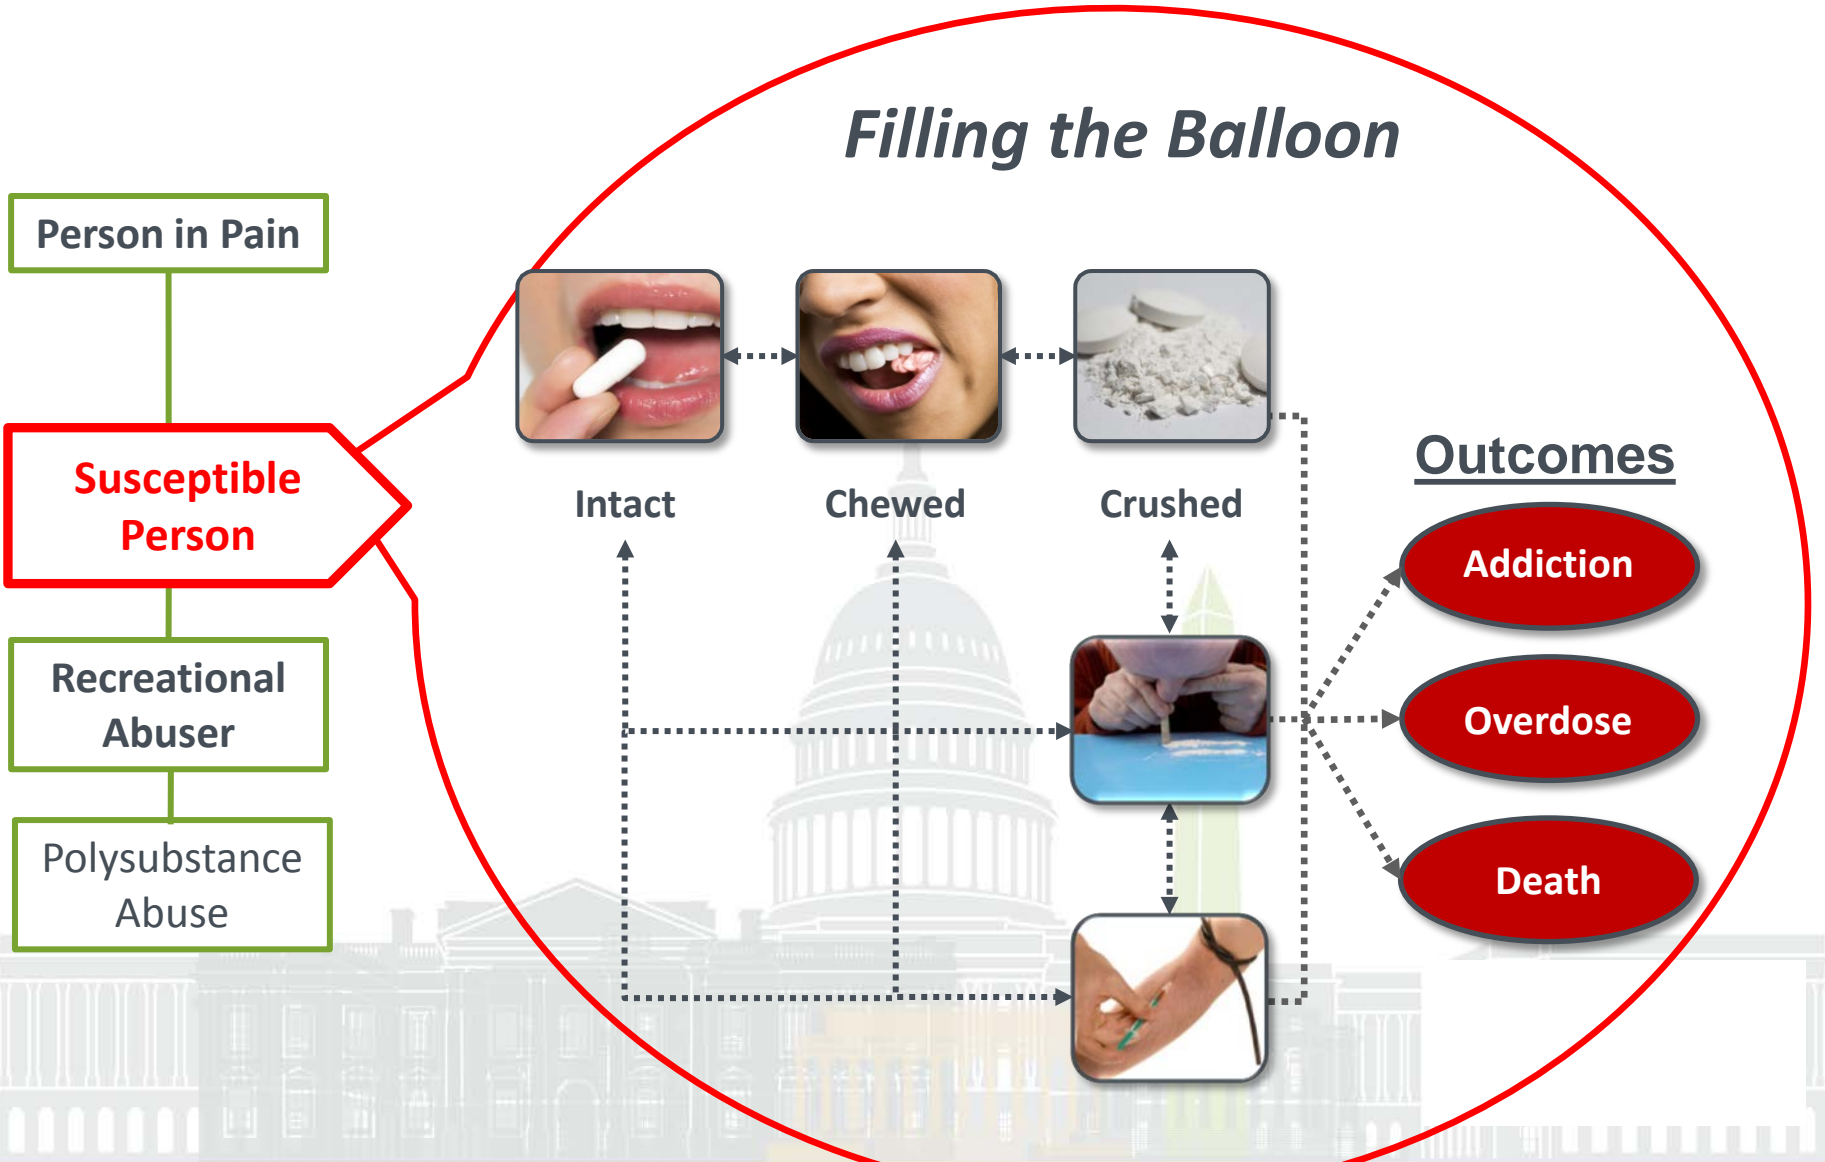 Filling the Balloon
Person in Pain
Susceptible
Person
Recreational
Abuser
Polysubstance
Abuse
Intact
Chewed
Crushed
Outcomes
Addiction
Overdose
Death